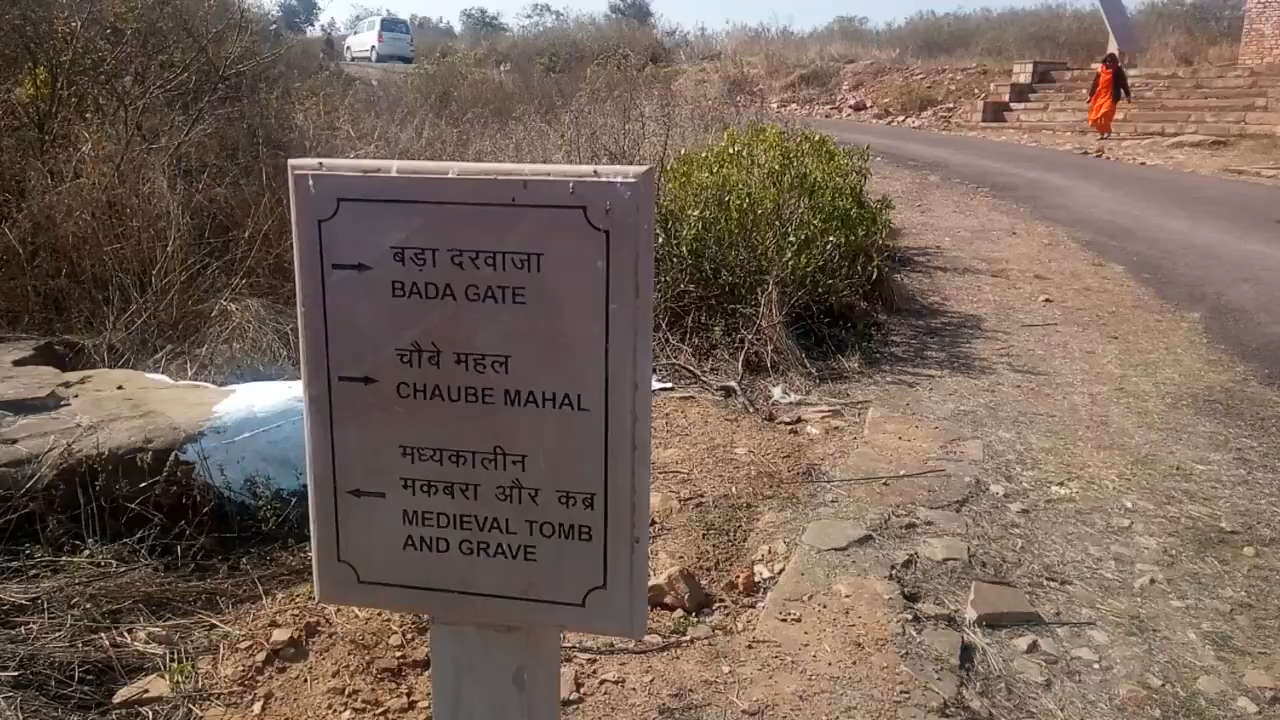 बड़ा दरवाजा
BADA GATE
चौबे महल
CHAUBE MAHAL
मध्यकालीन
मकबरा और कब्र
MEDIEVAL TOMB
AND GRAVE